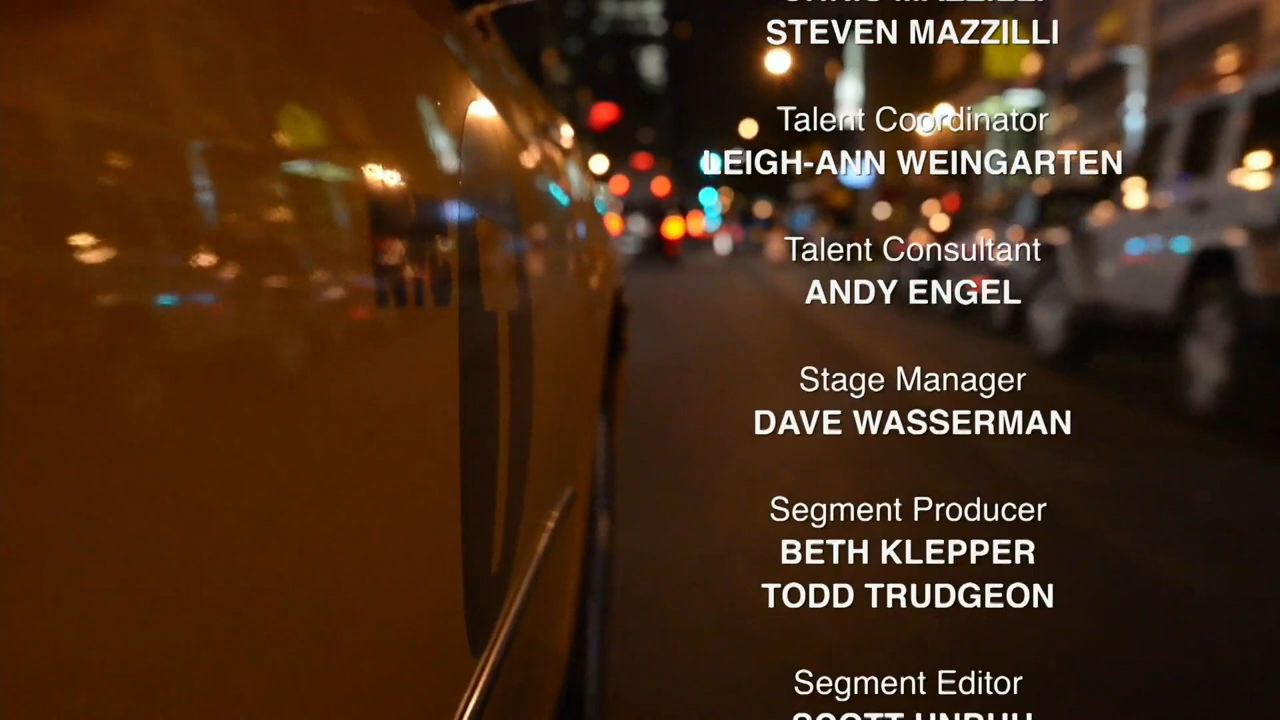 STEVEN MAZZILLI
Talent Coordinator
LEIGH-ANN WEINGARTEN
Talent Consultant
ANDY ENGEL
Stage Manager
DAVE WASSERMAN
Segment Producer
BETH KLEPPER
TODD TRUDGEON
Segment Editor